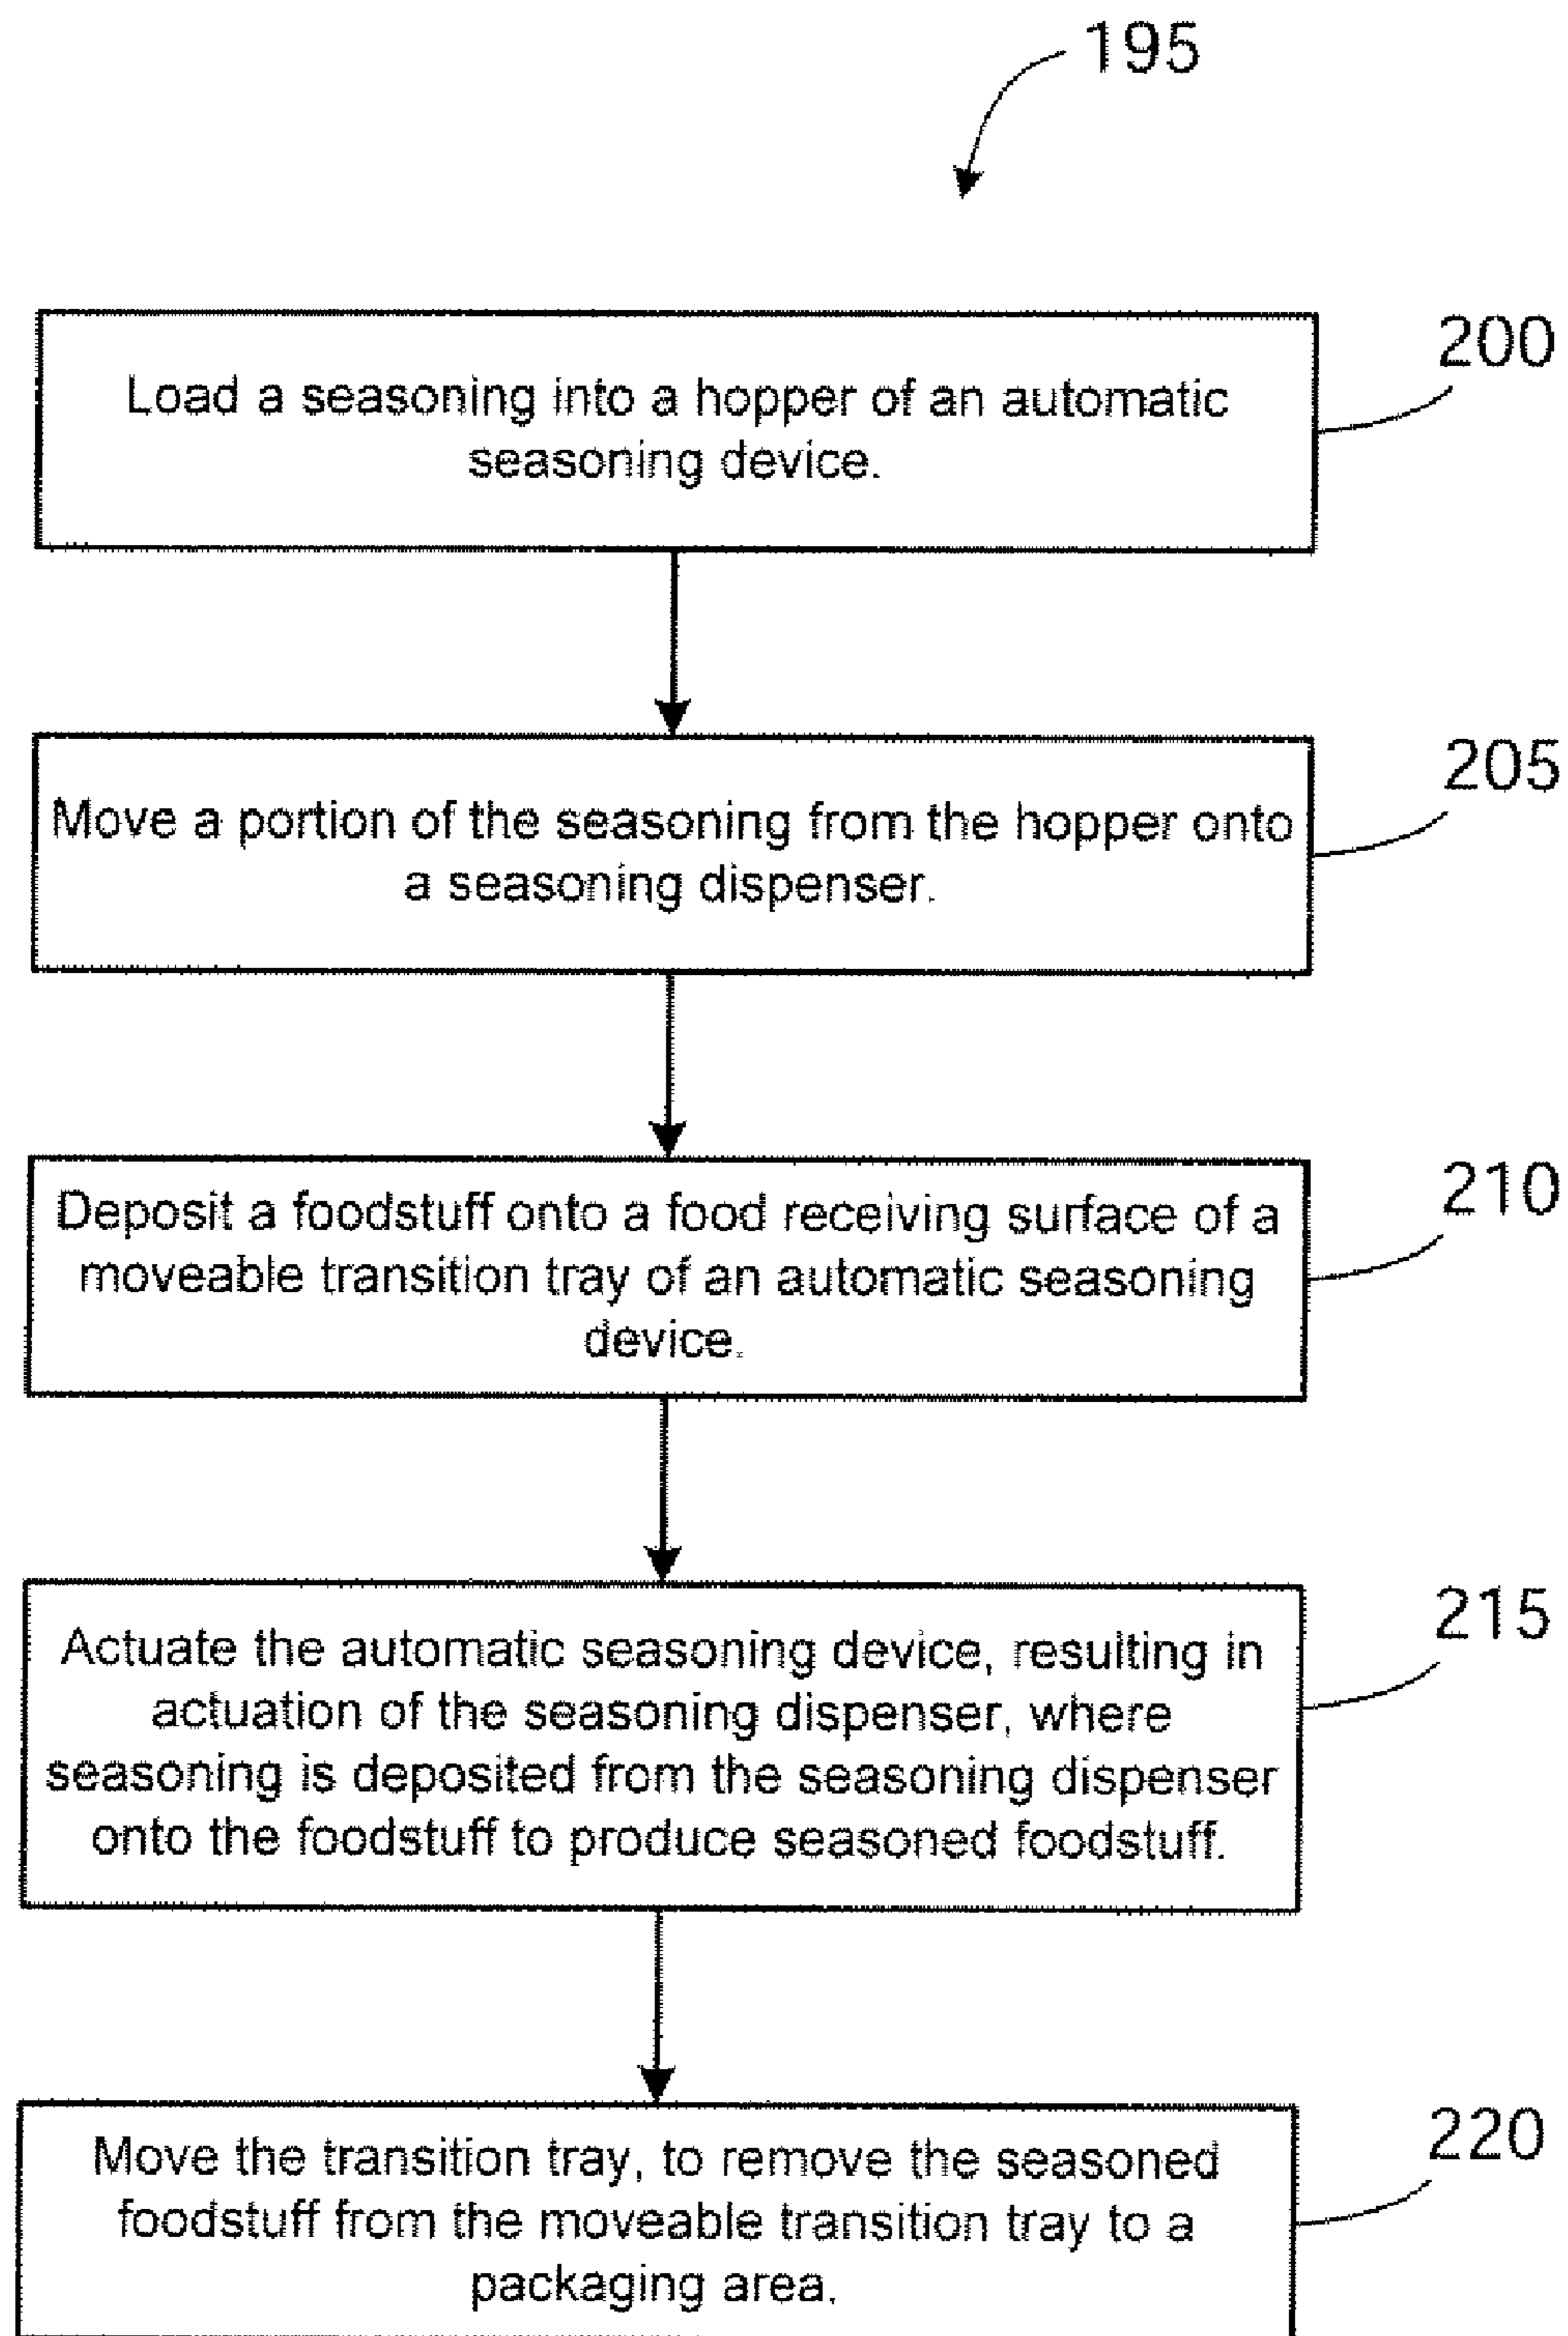 195
200
Load a seasoning into a hopper of an automatic
seasoning device.
205
Move a portion of the seasoning from the hopper onto
a seasoning dispenser.
210
Deposit a foodstuff onto a food receiving surface of a
moveable transition tray of an automatic seasoning
device.
215
Actuate the automatic seasoning device, resulting in
actuation of the seasoning dispenser, where
seasoning is deposited from the seasoning dispenser
onto the foodstuff to produce seasoned foodstuff.
220
Move the transition tray, to remove the seasoned
foodstuff from the moveable transition tray to a
packaging area.